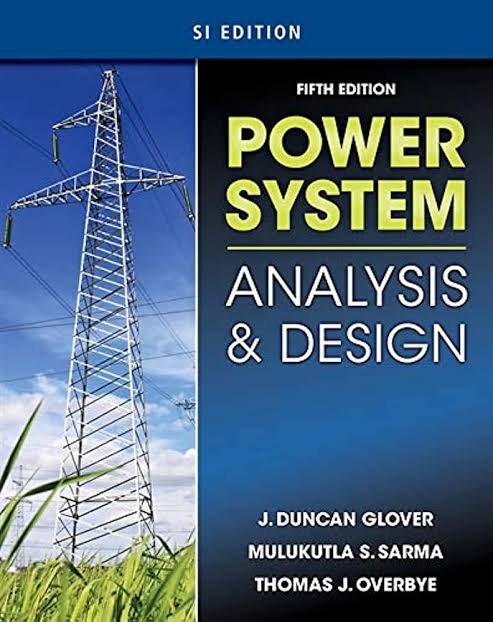 SI EDITION
FIFTH EDITION
POWER
SYSTEM
ANALYSIS
& DESIGN
J. DUNCAN GLOVER
MULUKUTLA S. SARMA
THOMAS J. OVERBYE